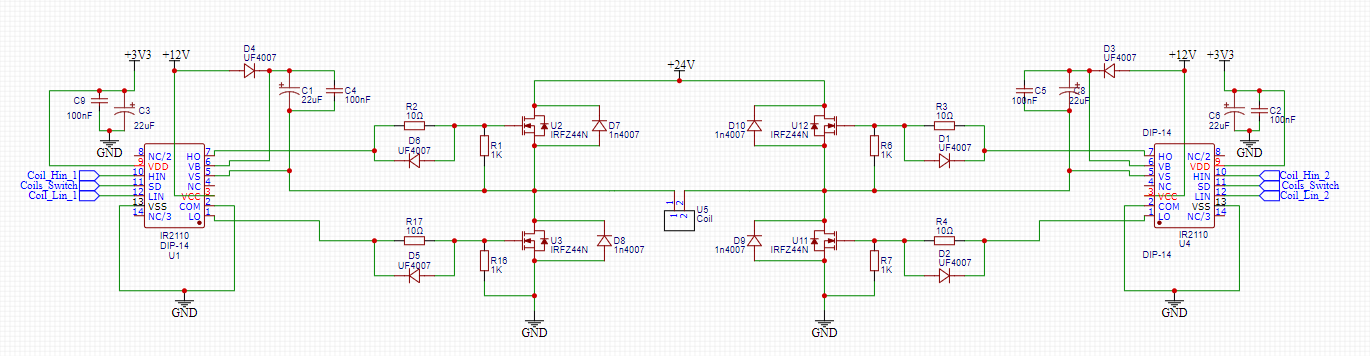 +3V3
+12V
D4
UF4007
C9
100nF
C3
22uF
GND
C1
22uF
C4
100nF
Coil_Hin_1
Coils_Switch
Coil_Lin_1
8
9
10
11
12
13
14
NC/2
VDD
HIN
SD
LIN
VSS
NC/3
HO
VB
VS
NC
VCC
COM
LO
7
6
5
4
3
2
1
IR2110
DIP-14
U1
GND
R2
10Ω
D6
UF4007
R1
1K
U2
IRFZ44N
D7
1n4007
R17
10Ω
D5
UF4007
R16
1K
U3
IRFZ44N
D8
1n4007
GND
+24V
1
2
1
2
U5
Coil
D10
1n4007
U12
IRFZ44N
R6
1K
R3
10Ω
D1
UF4007
D9
1n4007
U11
IRFZ44N
R7
1K
R4
10Ω
D2
UF4007
GND
+12V
+3V3
D3
UF4007
C5
100nF
C8
22uF
C6
22uF
C2
100nF
GND
DIP-14
7
6
5
4
3
2
1
HO
VB
VS
NC
VCC
COM
LO
NC/2
VDD
HIN
SD
LIN
VSS
NC/3
8
9
10
11
12
13
14
Coil_Hin_2
Coils_Switch
Coil_Lin_2
IR2110
U4
DIP-14
GND